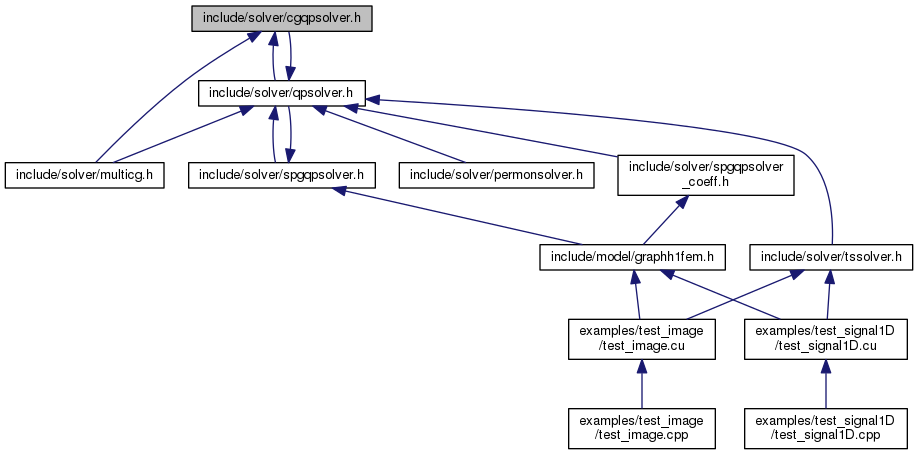 include/solver/cgqpsolver.h
include/solver/qpsolver.h
include/solver/multicg.h
include/solver/spgqpsolver.h
include/solver/permonsolver.h
include/solver/spgqpsolver
_coeff.h
include/model/graphh1fem.h
include/solver/tssolver.h
examples/test_image
/test_image.cu
examples/test_signal1D
/test_signal1D.cu
examples/test_image
/test_image.cpp
examples/test_signal1D
/test_signal1D.cpp